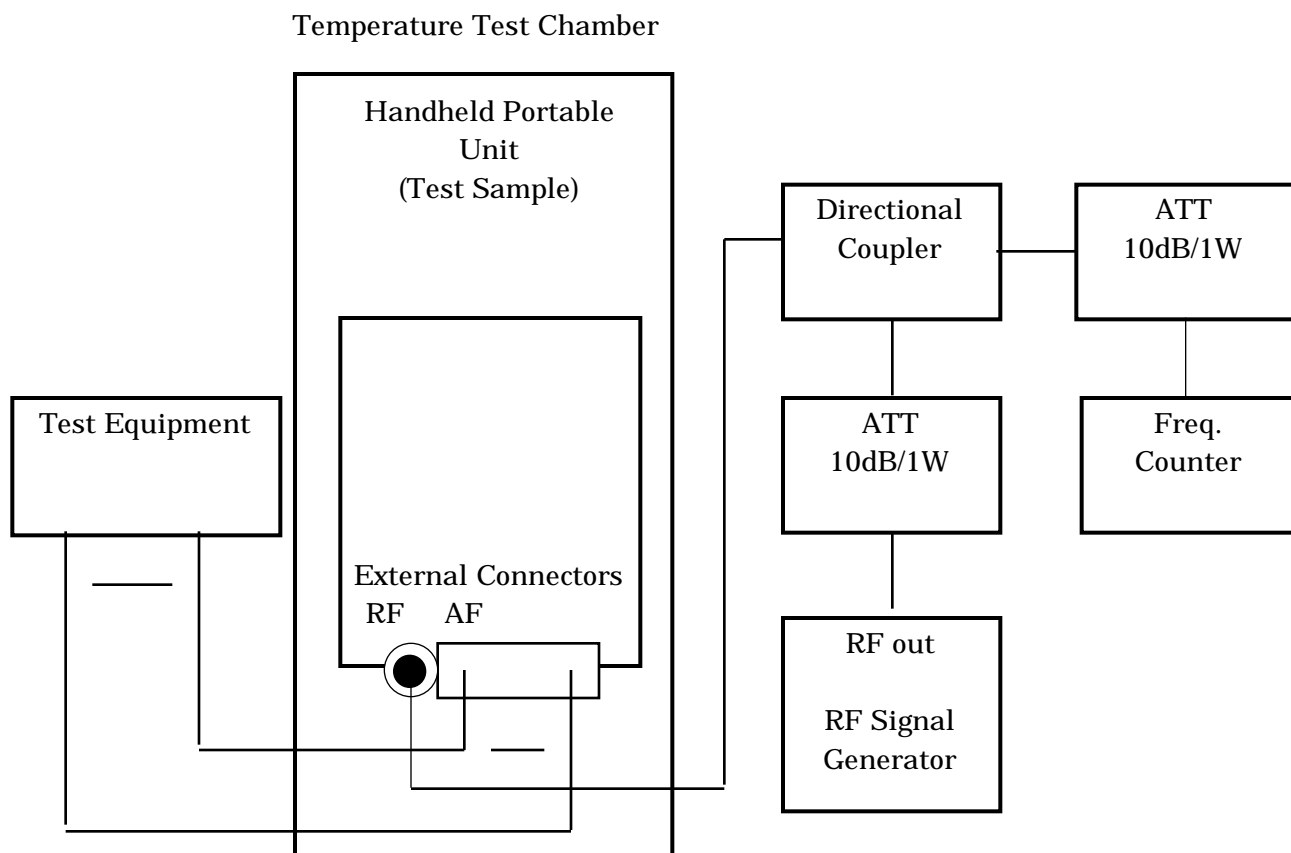 Temperature Test Chamber
Handheld Portable
Unit
(Test Sample)
Directional
Coupler
ATT
10dB/1W
Test Equipment
ATT
10dB/1W
Freq.
Counter
External Connectors
RF AF
RF out
RF Signal
Generator